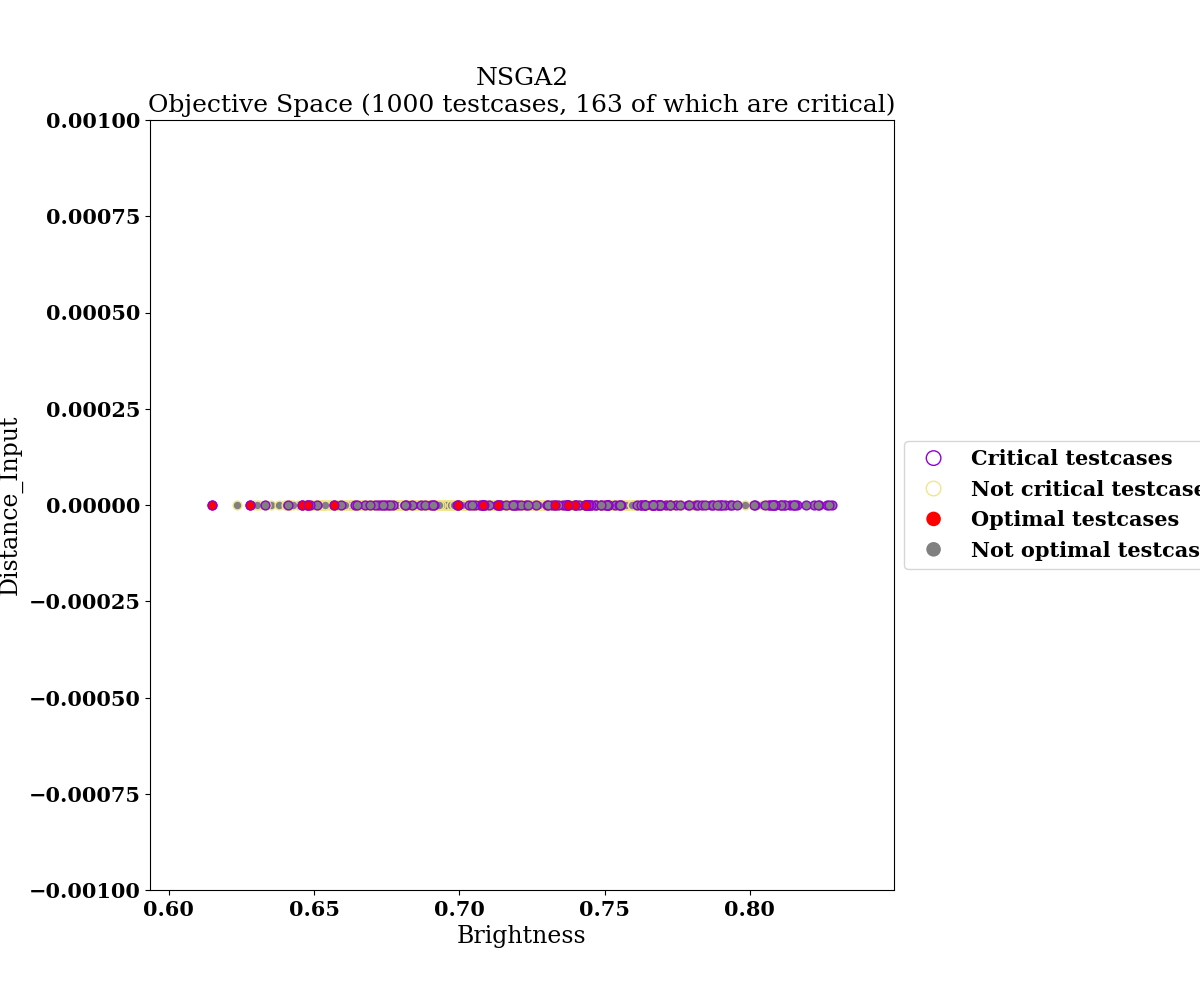 NSGA2
Objective Space (1000 testcases, 163 of which are critical)
0.00100
0.00075
0.00050
0.00025
0.00000
−0.00025
−0.00050
−0.00075
−0.00100
Distance_Input
0.60 0.65 0.70 0.75 0.80
Brightness
Critical testcases
Not critical testcase
Optimal testcases
Not optimal testcas